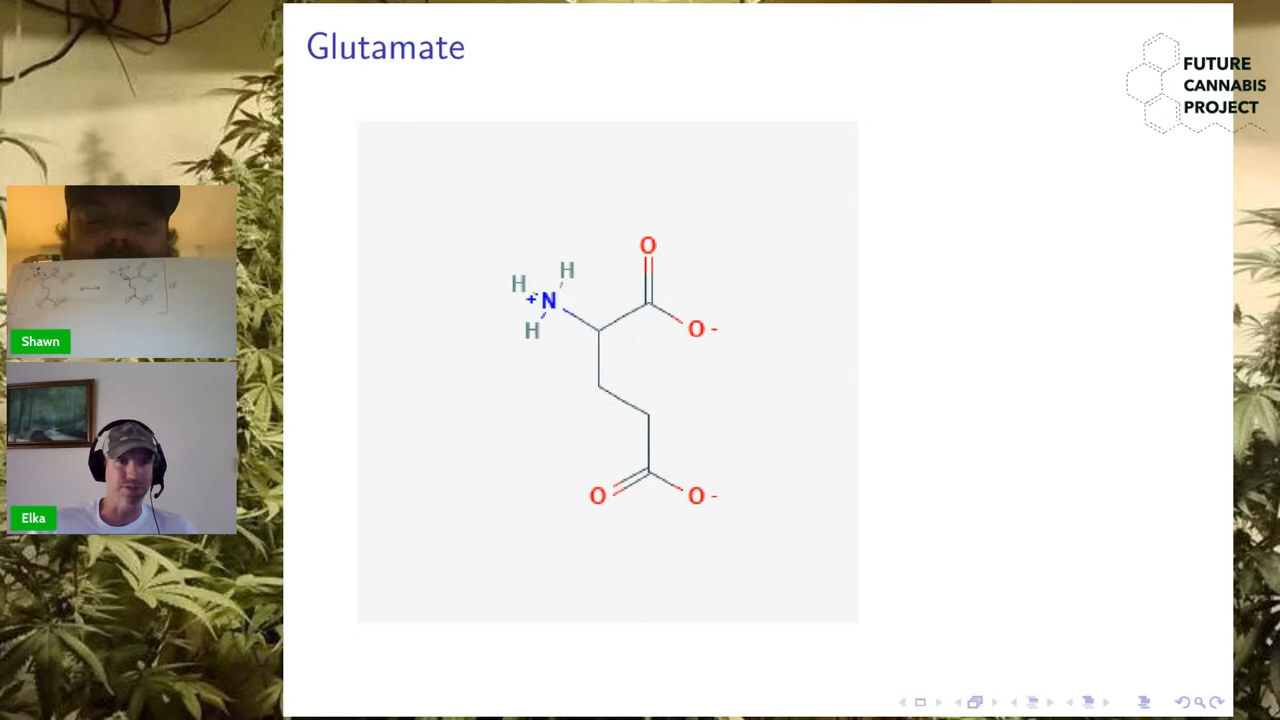 Glutamate
FUTURE
CANNABIS
PROJECT
O
H
H
+N
H
O -
O
O -
Shawn
Elka